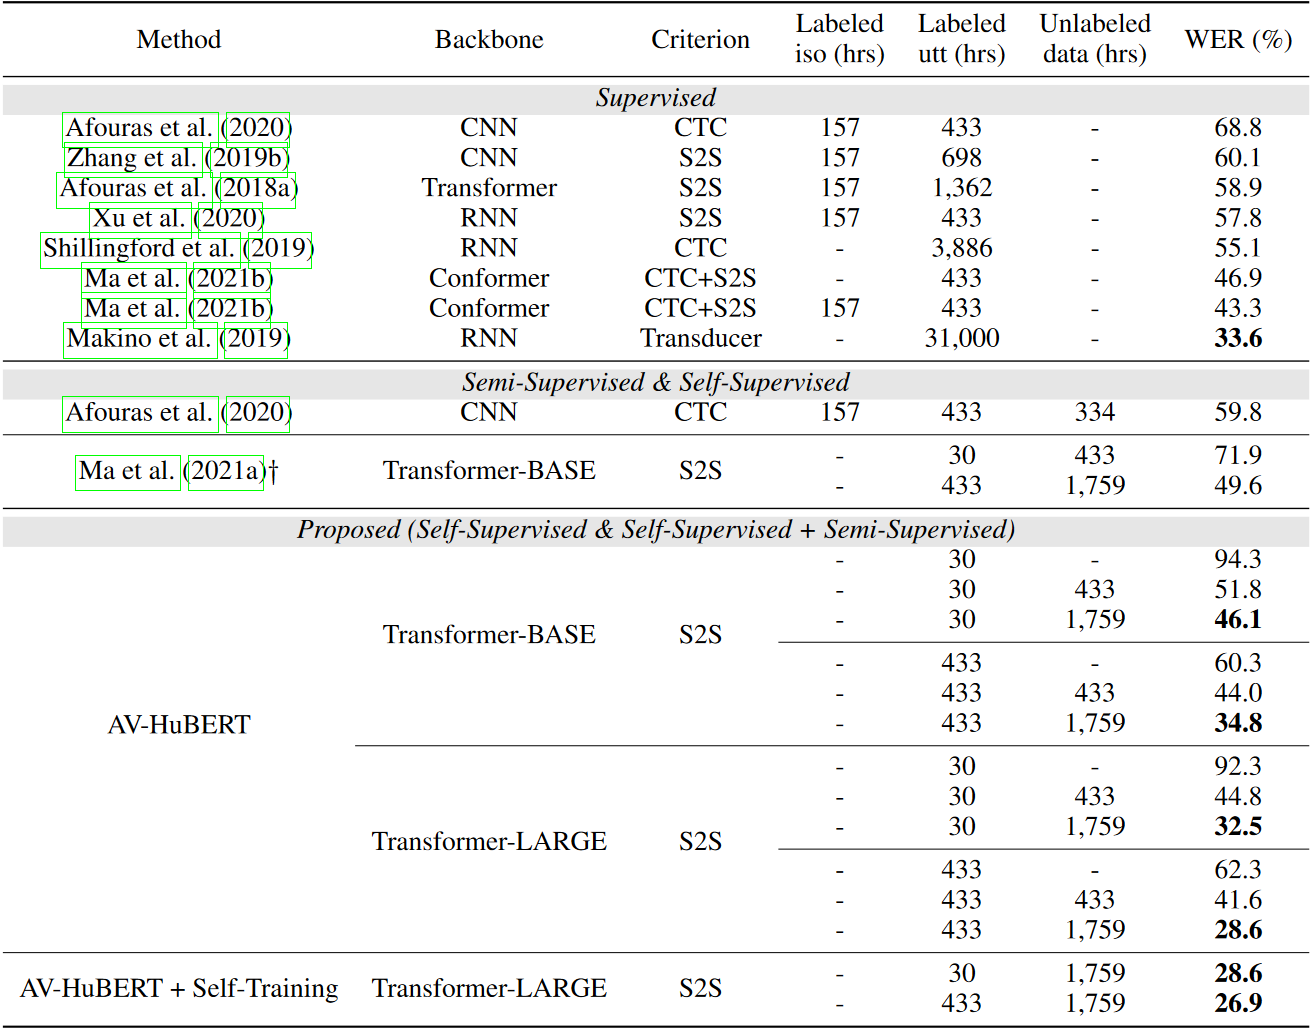 Method Backbone Criterion Labeled iso (hrs) Labeled utt (hrs) Unlabeled data (hrs) WER (%)
Supervised
Afouras et al. (2020) CNN CTC 157 433 - 68.8
Zhang et al. (2019b) CNN S2S 157 698 - 60.1
Afouras et al. (2018a) Transformer S2S 157 1,362 - 58.9
Xu et al. (2020) RNN S2S 157 433 - 57.8
Shillingford et al. (2019) RNN CTC - 3,886 - 55.1
Ma et al. (2021b) Conformer CTC+S2S - 433 - 46.9
Ma et al. (2021b) Conformer CTC+S2S 157 433 - 43.3
Makino et al. (2019) RNN Transducer - 31,000 - 33.6
Semi-Supervised & Self-Supervised
Afouras et al. (2020) CNN CTC 157 433 334 59.8
Ma et al. (2021a)† Transformer-BASE S2S
- 30 433 71.9
- 433 1,759 49.6
Proposed (Self-Supervised & Self-Supervised + Semi-Supervised)
AV-HuBERT
Transformer-BASE S2S
- 30 - 94.3
- 30 433 51.8
- 30 1,759 46.1
- 433 - 60.3
- 433 433 44.0
- 433 1,759 34.8
Transformer-LARGE S2S
- 30 - 92.3
- 30 433 44.8
- 30 1,759 32.5
- 433 - 62.3
- 433 433 41.6
- 433 1,759 28.6
AV-HuBERT + Self-Training Transformer-LARGE S2S
- 30 1,759 28.6
- 433 1,759 26.9